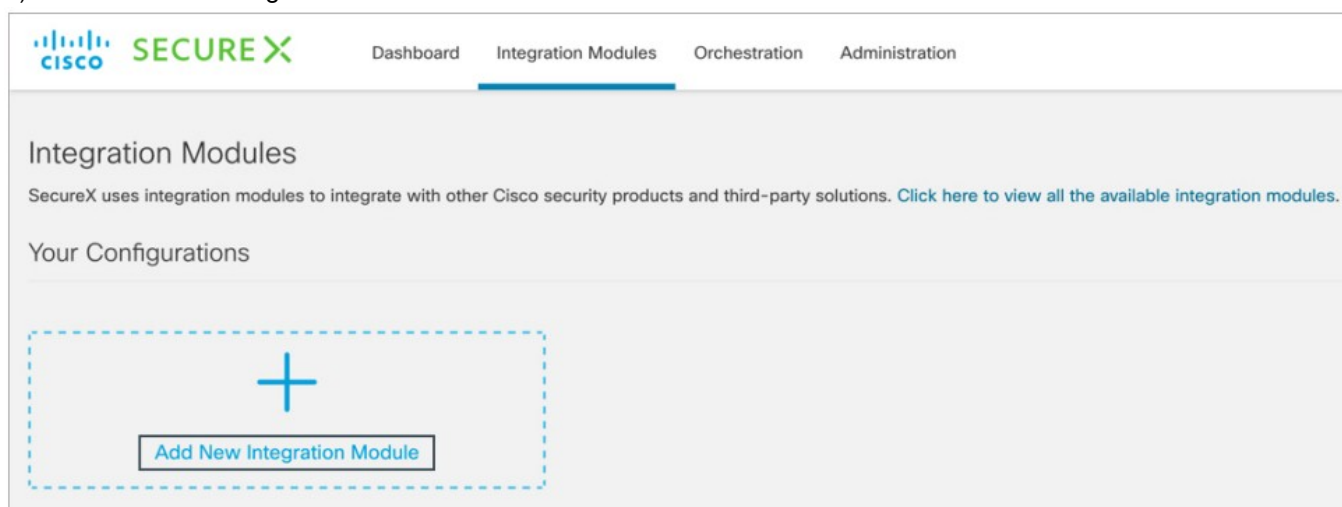 CISCO SECURE X Dashboard Integration Modules Orchestration Administration
Integration Modules
SecureX uses integration modules to integrate with other Cisco security products and third-party solutions. Click here to view all the available integration modules.
Your Configurations
Add New Integration Module